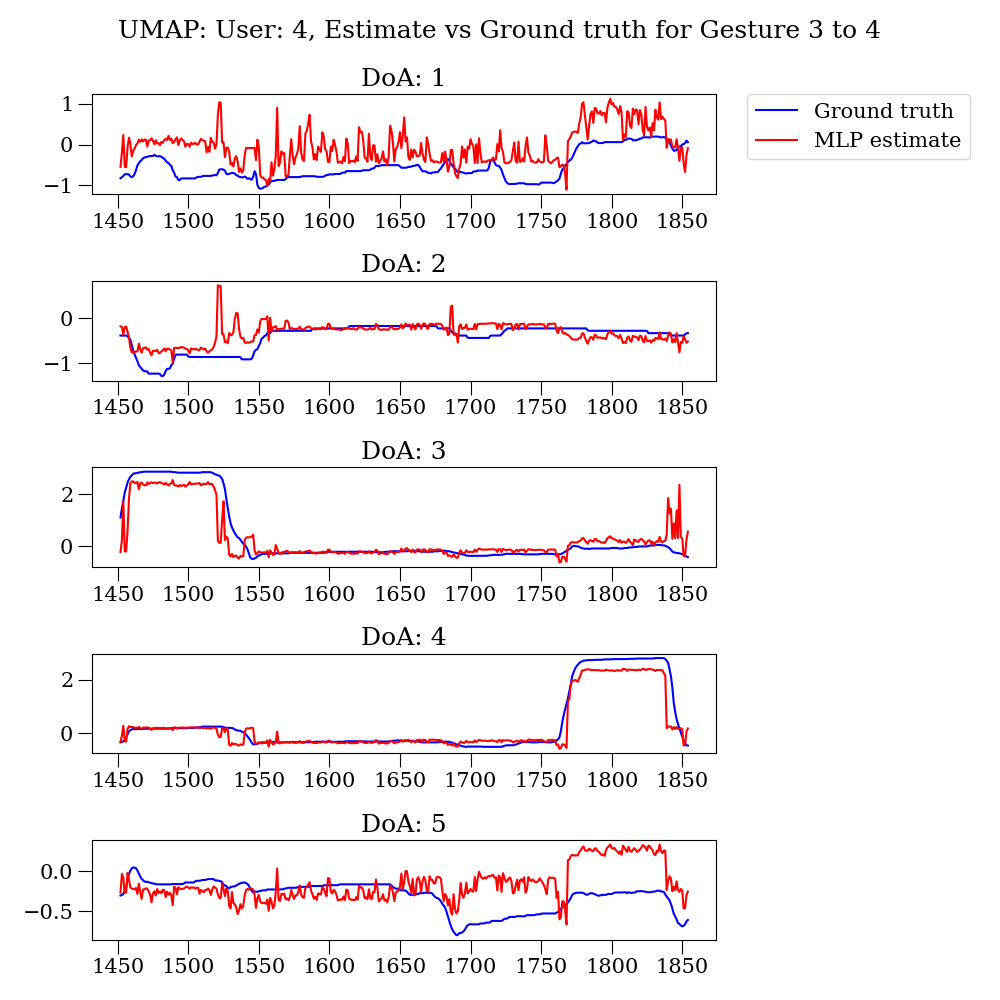 UMAP: User: 4, Estimate vs Ground truth for Gesture 3 to 4
DoA: 1
Ground truth
MLP estimate
1
0
−1
1450 1500 1550 1600 1650 1700 1750 1800 1850
DoA: 2
0
−1
1450 1500 1550 1600 1650 1700 1750 1800 1850
DoA: 3
2
0
1450 1500 1550 1600 1650 1700 1750 1800 1850
DoA: 4
2
0
1450 1500 1550 1600 1650 1700 1750 1800 1850
DoA: 5
0.0
−0.5
1450 1500 1550 1600 1650 1700 1750 1800 1850